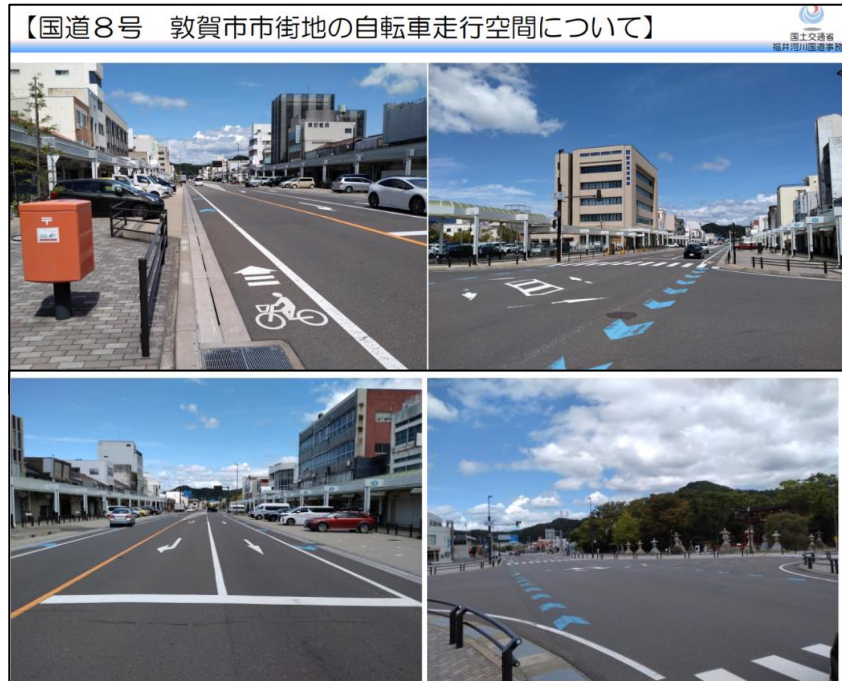 【国道８号　敦賀市市街地の自転車走行空間について】
国土交通省
福井河川国道事務